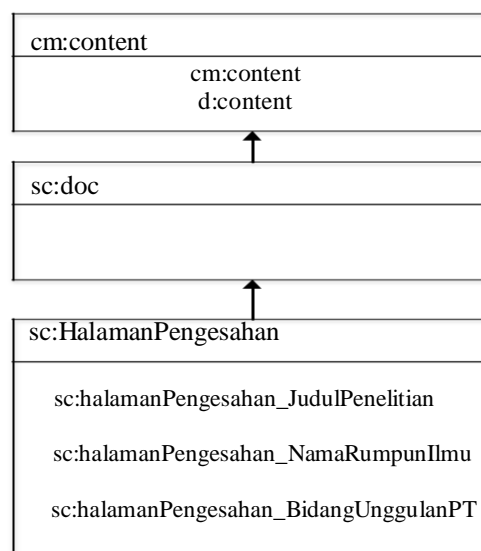 cm:content
cm:content
d:content
sc:doc
sc:HalamanPengesahan
sc:halamanPengesahan_JudulPenelitian
sc:halamanPengesahan_NamaRumpunIlmu
sc:halamanPengesahan_BidangUnggulanPT